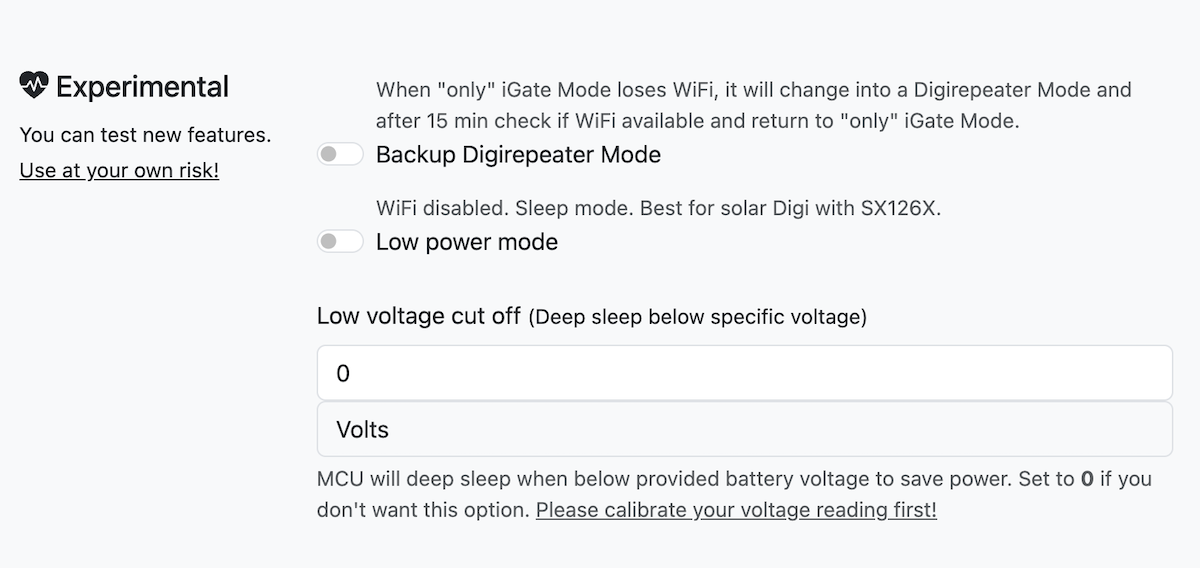 Experimental
You can test new features.
Use at your own risk!
When "only" iGate Mode loses WiFi, it will change into a Digirepeater Mode and
after 15 min check if WiFi available and return to "only" iGate Mode.
Backup Digirepeater Mode
WiFi disabled. Sleep mode. Best for solar Digi with SX126X.
Low power mode
Low voltage cut off (Deep sleep below specific voltage)
0
Volts
MCU will deep sleep when below provided battery voltage to save power. Set to 0 if you
don't want this option. Please calibrate your voltage reading first!